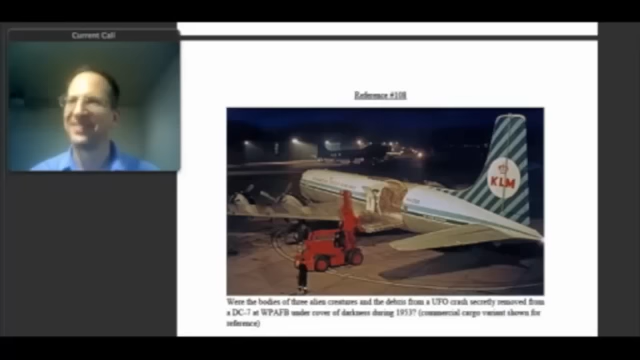 Current Call
Reference #108
KLM
Were the bodies of three alien creatures and the debris from a UFO crash secretly removed from
a DC-7 at WPAFB under cover of darkness during 1953? (commercial cargo variant shown for
reference)